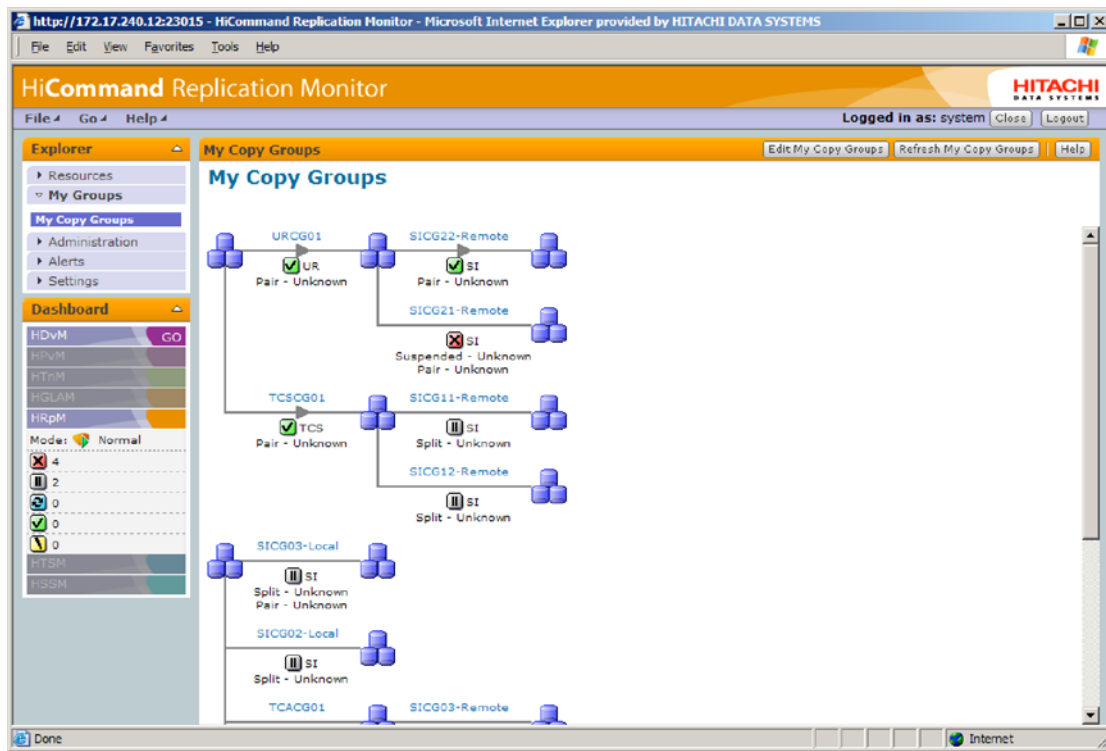 http://172.17.240.12:23015 - HiCommand Replication Monitor - Microsoft Internet Explorer provided by HITACHI DATA SYSTEMS
File Edit View Favorites Tools Help
HiCommand Replication Monitor
HITACHI
DATA SYSTEMS
File Go Help
Logged in as: system Close Logout
Explorer
Resources
My Groups
My Copy Groups
Administration
Alerts
Settings
Dashboard
HDvM GO
HPvM
HTnM
HGLAM
HRpM
Mode: Normal
4
2
0
0
0
HTSM
HSSM
My Copy Groups
Edit My Copy Groups Refresh My Copy Groups Help
My Copy Groups
URCG01 SICG22-Remote
UR SI
Pair - Unknown Pair - Unknown
SICG21-Remote
SI
Suspended - Unknown
Pair - Unknown
TCSCG01 SICG11-Remote
TCS SI
Pair - Unknown Split - Unknown
SICG12-Remote
SI
Split - Unknown
SICG03-Local
SI
Split - Unknown
Pair - Unknown
SICG02-Local
SI
Split - Unknown
TCACG01 SICG03-Remote
Done Internet